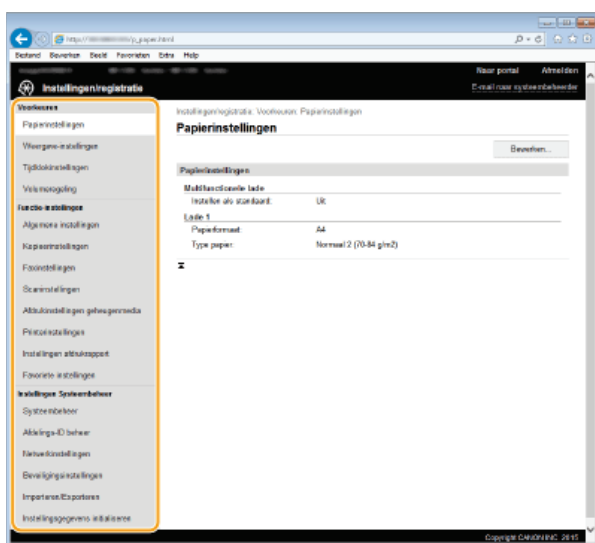 http://
/p_paper.html
Bestand Bewerken Beeld Favorieten Extra Help
Naar portal Afmelden
Instellingen/registratie
E-mail naar systeembeheerder
Voorkeuren
Papierinstellingen
Weergave-instellingen
Tijdklokinstellingen
Volumeregeling
Functie-instellingen
Algemene instellingen
Kopieerinstellingen
Faxinstellingen
Scaninstellingen
Afdrukinstellingen geheugenmedia
Printerinstellingen
Instellingen afdrukrapport
Favoriete instellingen
Instellingen Systeembeheer
Systeembeheer
Afdelings-ID beheer
Netwerkinstellingen
Beveiligingsinstellingen
Importeren/Exporteren
Instellingsgegevens initialiseren
Instellingen/registratie: Voorkeuren: Papierinstellingen
Papierinstellingen
Bewerken...
Papierinstellingen
Multifunctionele lade
Instellen als standaard: Uit
Lade 1
Papierformaat: A4
Type papier: Normaal 2 (70-84 g/m2)
Copyright CANON INC. 2015